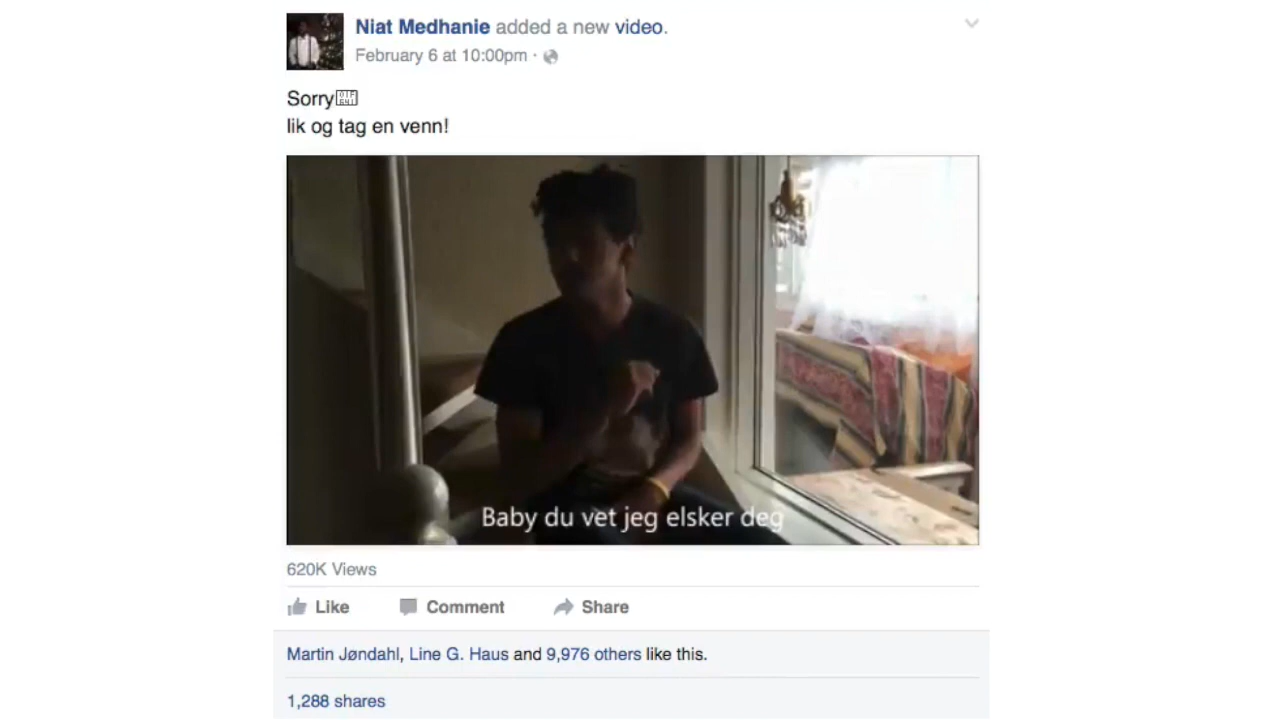 Niat Medhanie added a new video.
February 6 at 10:00pm ·
Sorry
lik og tag en venn!
Baby du vet jeg elsker deg
620K Views
Like Comment Share
Martin Jøndahl, Line G. Haus and 9,976 others like this.
1,288 shares